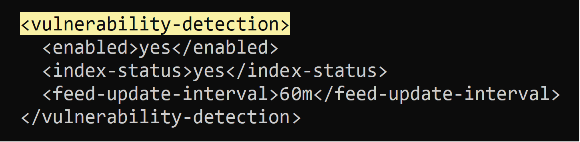 <vulnerability-detection>
<enabled>yes</enabled>
<index-status>yes</index-status>
<feed-update-interval>60m</feed-update-interval>
</vulnerability-detection>